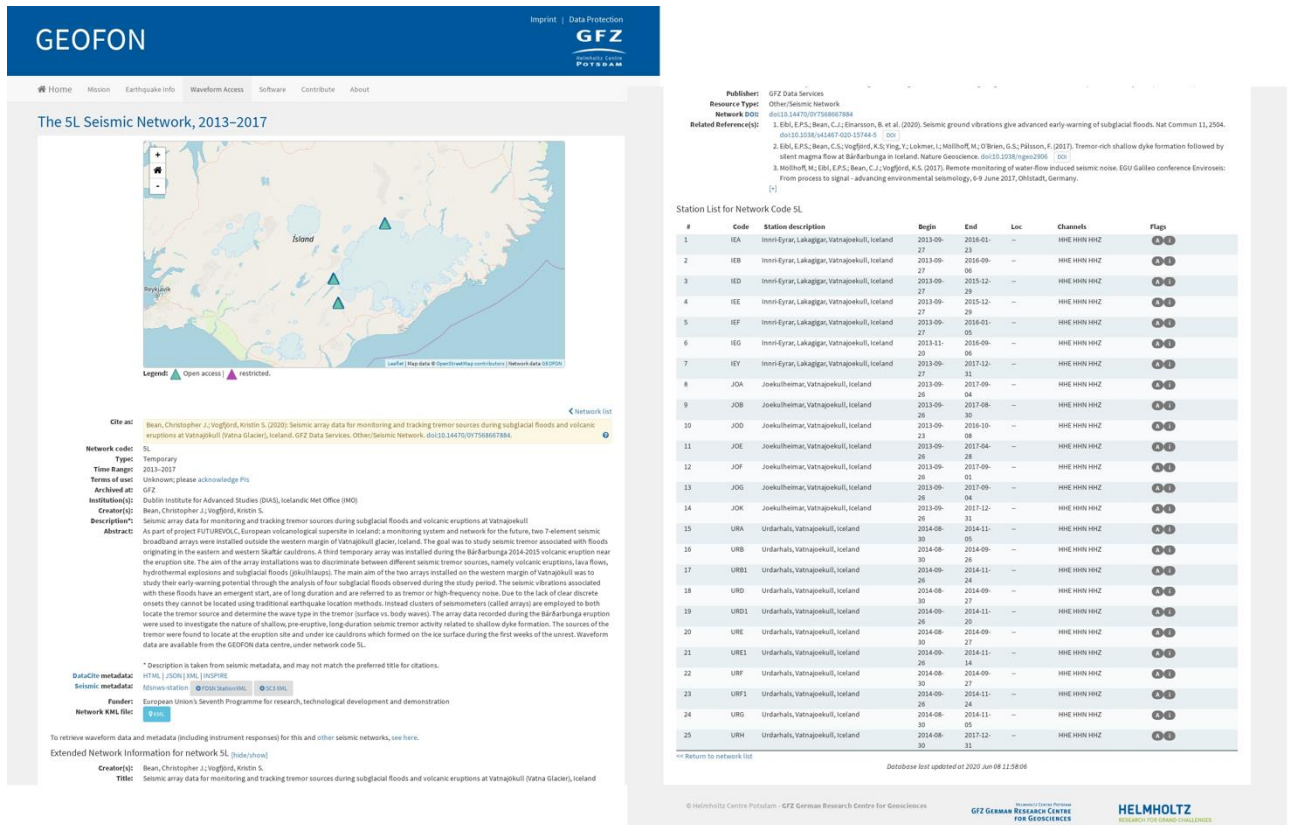 Imprint | Data Protection
GEOFON
GFZ
Helmholtz Centre
POTSDAM
Home Mission Earthquake Info Waveform Access Software Contribute About
The 5L Seismic Network, 2013–2017
+
-
Ísland
Reykjavík
Leaflet | Map data © OpenStreetMap contributors | Network data GEOFON
Legend: Open access | restricted.
Network list
Cite as: Bean, Christopher J.; Vogfjord, Kristin S. (2020): Seismic array data for monitoring and tracking tremor sources during subglacial floods and volcanic
eruptions at Vatnajökull (Vatna Glacier), Iceland. GFZ Data Services. Other/Seismic Network. doi:10.14470/0Y7568667884.
Network code: 5L
Type: Temporary
Time Range: 2013–2017
Terms of use: Unknown; please acknowledge PIs
Archived at: GFZ
Institution(s): Dublin Institute for Advanced Studies (DIAS), Icelandic Met Office (IMO)
Creator(s): Bean, Christopher J.; Vogfjörd, Kristin S.
Description*: Seismic array data for monitoring and tracking tremor sources during subglacial floods and volcanic eruptions at Vatnajoekull
Abstract: As part of project FUTUREVOLC, European volcanological supersite in Iceland: a monitoring system and network for the future, two 7-element seismic
broadband arrays were installed outside the western margin of Vatnajökull glacier, Iceland. The goal was to study seismic tremor associated with floods
originating in the eastern and western Skaftár cauldrons. A third temporary array was installed during the Bárðarbunga 2014-2015 volcanic eruption near
the eruption site. The aim of the array installations was to discriminate between different seismic tremor sources, namely volcanic eruptions, lava flows,
hydrothermal explosions and subglacial floods (jökulhlaups). The main aim of the two arrays installed on the western margin of Vatnajökull was to
study their early-warning potential through the analysis of four subglacial floods observed during the study period. The seismic vibrations associated
with these floods have an emergent start, are of long duration and are referred to as tremor or high-frequency noise. Due to the lack of clear discrete
onsets they cannot be located using traditional earthquake location methods. Instead clusters of seismometers (called arrays) are employed to both
locate the tremor source and determine the wave type in the tremor (surface vs. body waves). The array data recorded during the Bárðarbunga eruption
were used to investigate the nature of shallow, pre-eruptive, long-duration seismic tremor activity related to shallow dyke formation. The sources of the
tremor were found to locate at the eruption site and under ice cauldrons which formed on the ice surface during the first weeks of the unrest. Waveform
data are available from the GEOFON data centre, under network code 5L.
* Description is taken from seismic metadata, and may not match the preferred title for citations.
DataCite metadata: HTML | JSON | XML | INSPIRE
Seismic metadata: fdsnws-station FDSN StationXML SC3 XML
Funder: European Union's Seventh Programme for research, technological development and demonstration
Network KML file: KML
To retrieve waveform data and metadata (including instrument responses) for this and other seismic networks, see here.
Extended Network Information for network 5L [hide/show]
Creator(s): Bean, Christopher J.; Vogfjörd, Kristin S.
Title: Seismic array data for monitoring and tracking tremor sources during subglacial floods and volcanic eruptions at Vatnajökull (Vatna Glacier), Iceland
Publisher: GFZ Data Services
Resource Type: Other/Seismic Network
Network DOI: doi:10.14470/0Y7568667884
Related Reference(s): 1. Eibl, E.P.S.; Bean, C.J.; Einarsson, B. et al. (2020). Seismic ground vibrations give advanced early-warning of subglacial floods. Nat Commun 11, 2504.
doi:10.1038/s41467-020-15744-5 DOI
2. Eibl, E.P.S.; Bean, C.S.; Vogfjörd, K.S; Ying, Y.; Lokmer, I.; Möllhoff, M.; O'Brien, G.S.; Pálsson, F. (2017). Tremor-rich shallow dyke formation followed by
silent magma flow at Bárðarbunga in Iceland. Nature Geoscience. doi:10.1038/ngeo2906 DOI
3. Möllhoff, M.; Eibl, E.P.S.; Bean, C.J.; Vogfjörd, K.S. (2017). Remote monitoring of water-flow induced seismic noise. EGU Galileo conference Enviroseis:
From process to signal - advancing environmental seismology, 6-9 June 2017, Ohlstadt, Germany.
[+]
Station List for Network Code 5L
# Code Station description Begin End Loc Channels Flags
1 IEA Innri-Eyrar, Lakagigar, Vatnajoekull, Iceland 2013-09-27 2016-01-23 -- HHE HHN HHZ A i
2 IEB Innri-Eyrar, Lakagigar, Vatnajoekull, Iceland 2013-09-27 2016-09-06 -- HHE HHN HHZ A i
3 IED Innri-Eyrar, Lakagigar, Vatnajoekull, Iceland 2013-09-27 2015-12-29 -- HHE HHN HHZ A i
4 IEE Innri-Eyrar, Lakagigar, Vatnajoekull, Iceland 2013-09-27 2015-12-29 -- HHE HHN HHZ A i
5 IEF Innri-Eyrar, Lakagigar, Vatnajoekull, Iceland 2013-09-27 2016-01-05 -- HHE HHN HHZ A i
6 IEG Innri-Eyrar, Lakagigar, Vatnajoekull, Iceland 2013-11-20 2016-09-06 -- HHE HHN HHZ A i
7 IEY Innri-Eyrar, Lakagigar, Vatnajoekull, Iceland 2013-09-27 2017-12-31 -- HHE HHN HHZ A i
8 JOA Joekulheimar, Vatnajoekull, Iceland 2013-09-26 2017-09-04 -- HHE HHN HHZ A i
9 JOB Joekulheimar, Vatnajoekull, Iceland 2013-09-26 2017-08-30 -- HHE HHN HHZ A i
10 JOD Joekulheimar, Vatnajoekull, Iceland 2013-09-23 2016-10-08 -- HHE HHN HHZ A i
11 JOE Joekulheimar, Vatnajoekull, Iceland 2013-09-26 2017-04-28 -- HHE HHN HHZ A i
12 JOF Joekulheimar, Vatnajoekull, Iceland 2013-09-26 2017-09-01 -- HHE HHN HHZ A i
13 JOG Joekulheimar, Vatnajoekull, Iceland 2013-09-26 2017-09-04 -- HHE HHN HHZ A i
14 JOK Joekulheimar, Vatnajoekull, Iceland 2013-09-26 2017-12-31 -- HHE HHN HHZ A i
15 URA Urdarhals, Vatnajoekull, Iceland 2014-08-30 2014-11-05 -- HHE HHN HHZ A i
16 URB Urdarhals, Vatnajoekull, Iceland 2014-08-30 2014-09-26 -- HHE HHN HHZ A i
17 URB1 Urdarhals, Vatnajoekull, Iceland 2014-09-26 2014-11-24 -- HHE HHN HHZ A i
18 URD Urdarhals, Vatnajoekull, Iceland 2014-08-30 2014-09-27 -- HHE HHN HHZ A i
19 URD1 Urdarhals, Vatnajoekull, Iceland 2014-09-26 2014-11-20 -- HHE HHN HHZ A i
20 URE Urdarhals, Vatnajoekull, Iceland 2014-08-30 2014-09-27 -- HHE HHN HHZ A i
21 URE1 Urdarhals, Vatnajoekull, Iceland 2014-09-26 2014-11-14 -- HHE HHN HHZ A i
22 URF Urdarhals, Vatnajoekull, Iceland 2014-08-30 2014-09-27 -- HHE HHN HHZ A i
23 URF1 Urdarhals, Vatnajoekull, Iceland 2014-09-26 2014-11-24 -- HHE HHN HHZ A i
24 URG Urdarhals, Vatnajoekull, Iceland 2014-08-30 2014-11-05 -- HHE HHN HHZ A i
25 URH Urdarhals, Vatnajoekull, Iceland 2014-08-30 2017-12-31 -- HHE HHN HHZ A i
<< Return to network list
Database last updated at 2020 Jun 08 11:58:06
© Helmholtz Centre Potsdam - GFZ German Research Centre for Geosciences
HELMHOLTZ CENTRE POTSDAM
GFZ GERMAN RESEARCH CENTRE
FOR GEOSCIENCES
HELMHOLTZ
RESEARCH FOR GRAND CHALLENGES